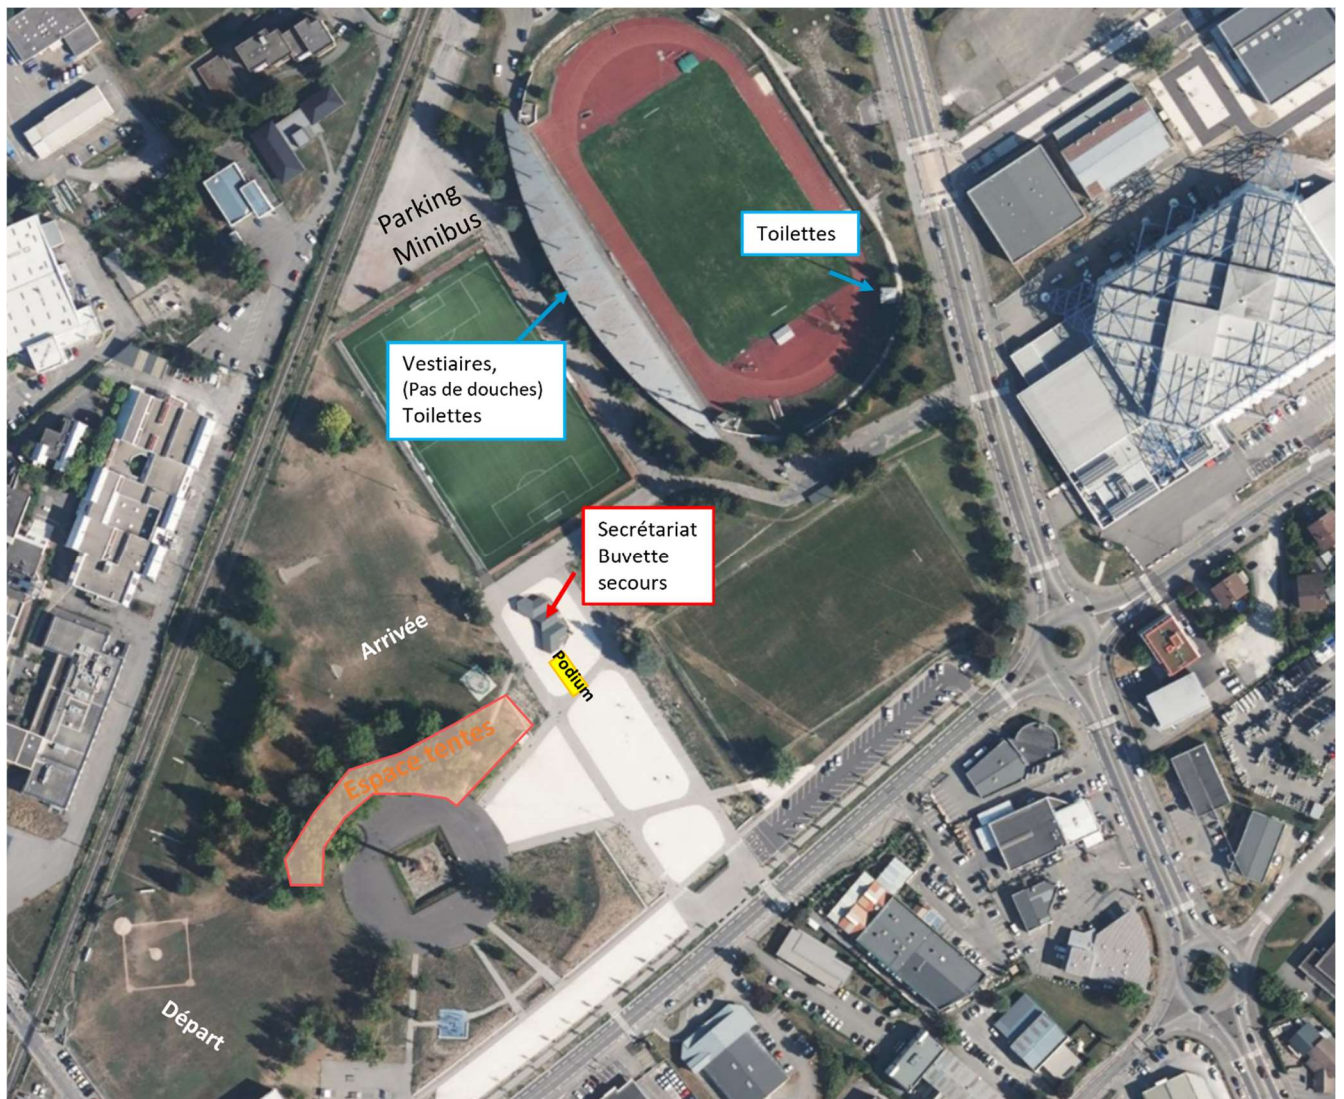 Parking
Minibus
Toilettes
Vestiaires,
(Pas de douches)
Toilettes
Secrétariat
Buvette
secours
Arrivée
Podium
Espace tentes
Départ